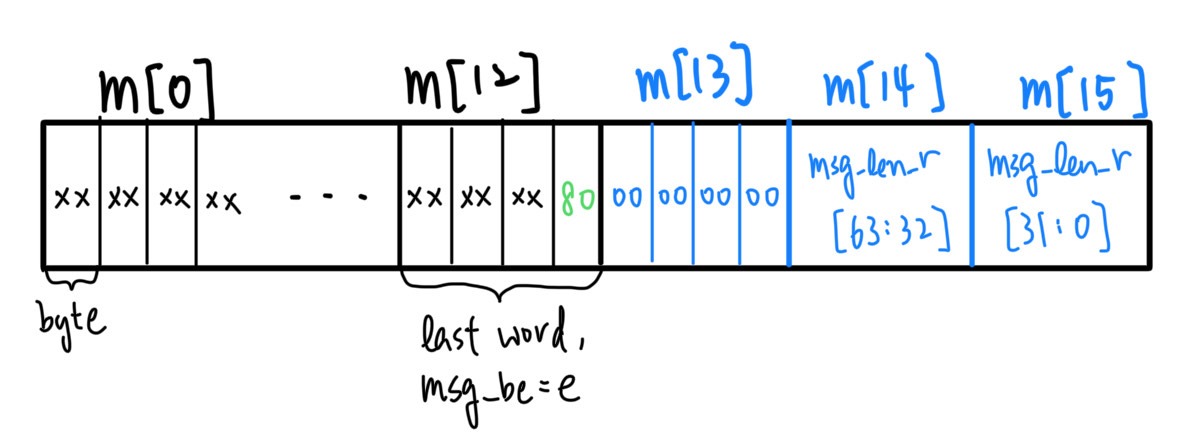 m[0] m[12] m[13] m[14] m[15]
xx xx xx xx - - - xx xx xx 80 00 00 00 00 msg_len_r [63:32] msg_len_r [31:0]
byte
last word,
msg_be=e